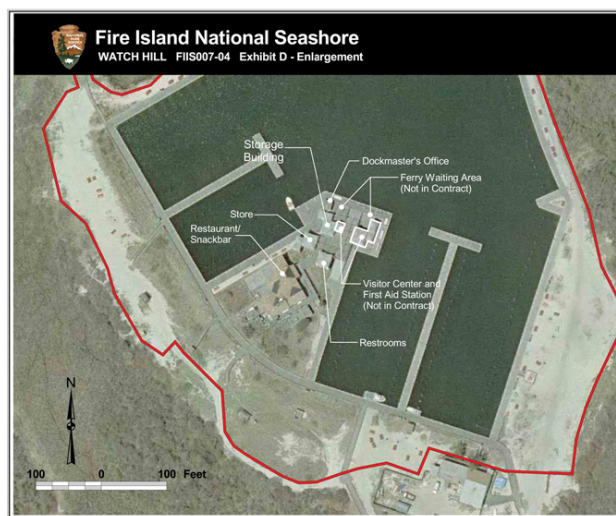 Fire Island National Seashore
WATCH HILL FIIS007-04 Exhibit D - Enlargement
Storage
Building
Dockmaster's Office
Ferry Waiting Area
(Not in Contract)
Store
Restaurant/
Snackbar
Visitor Center and
First Aid Station
(Not in Contract)
Restrooms
N
100 0 100 Feet